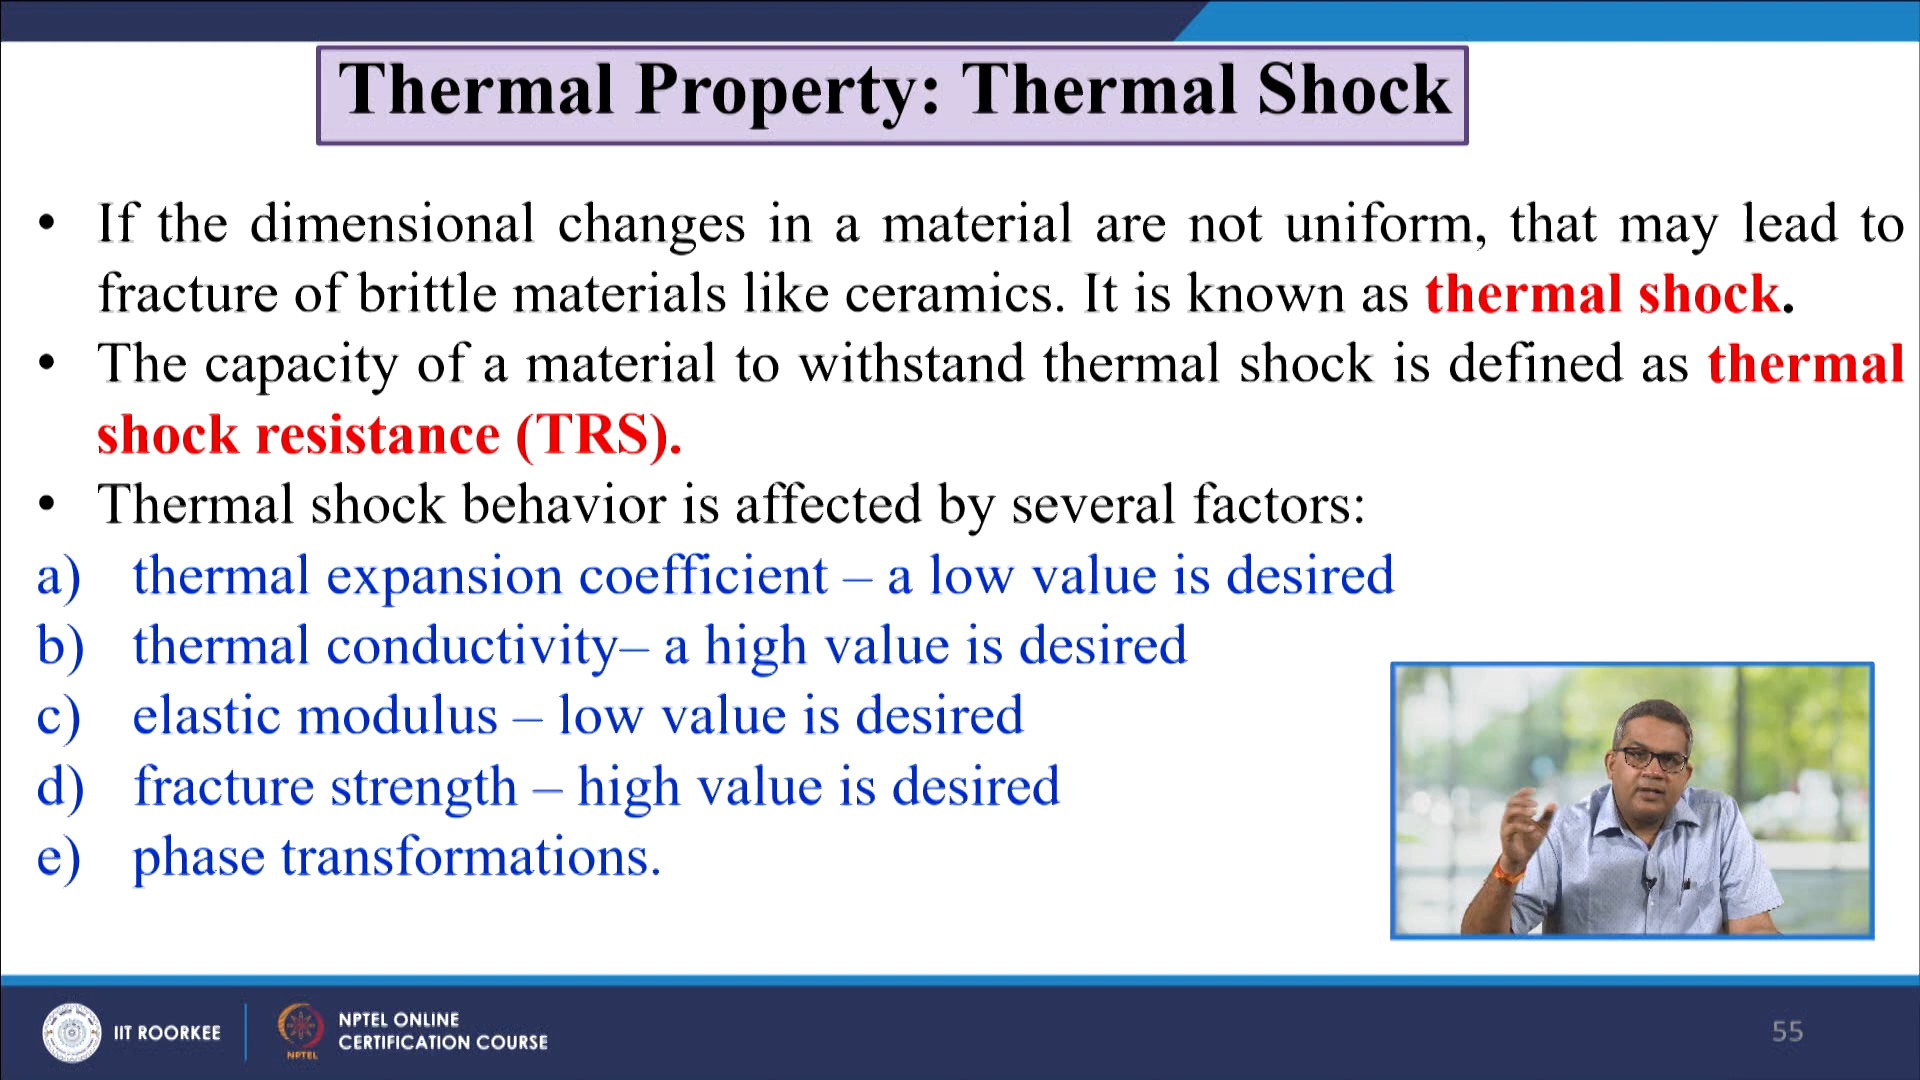 Thermal Property: Thermal Shock
• If the dimensional changes in a material are not uniform, that may lead to
fracture of brittle materials like ceramics. It is known as thermal shock.
• The capacity of a material to withstand thermal shock is defined as thermal
shock resistance (TRS).
• Thermal shock behavior is affected by several factors:
a) thermal expansion coefficient – a low value is desired
b) thermal conductivity– a high value is desired
c) elastic modulus – low value is desired
d) fracture strength – high value is desired
e) phase transformations.
IIT ROORKEE
NPTEL
NPTEL ONLINE
CERTIFICATION COURSE
55